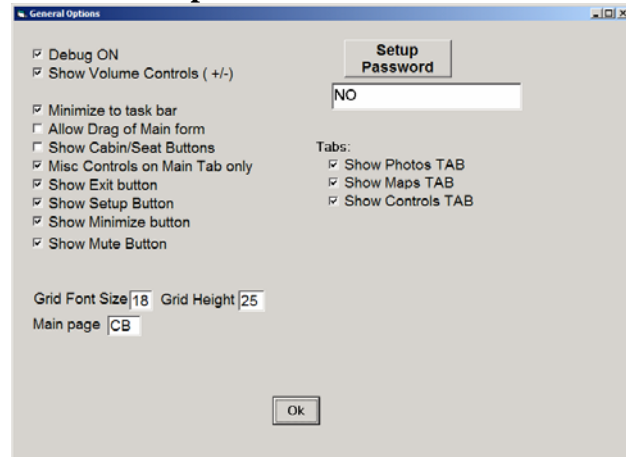 General Options
Debug ON
Show Volume Controls ( +/-)
Minimize to task bar
Allow Drag of Main form
Show Cabin/Seat Buttons
Misc Controls on Main Tab only
Show Exit button
Show Setup Button
Show Minimize button
Show Mute Button
Grid Font Size 18 Grid Height 25
Main page CB
Setup
Password
NO
Tabs:
Show Photos TAB
Show Maps TAB
Show Controls TAB
Ok